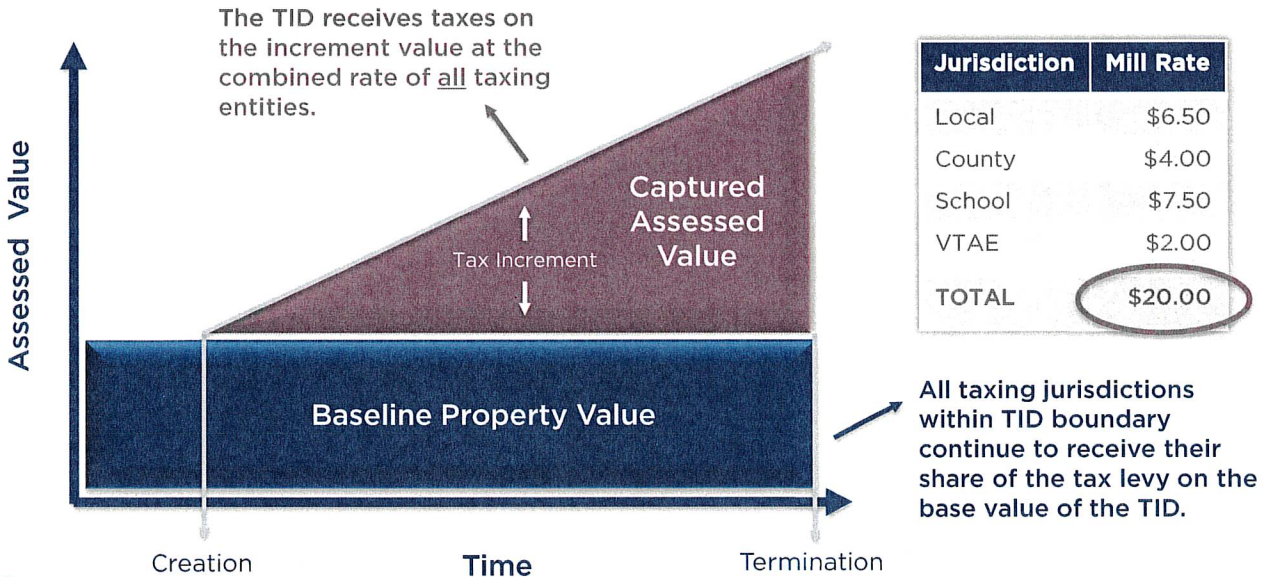 The TID receives taxes on
the increment value at the
combined rate of all taxing
entities.
Assessed Value
Captured
Assessed
Value
Tax Increment
Baseline Property Value
Creation
Time
Termination
Jurisdiction Mill Rate
Local $6.50
County $4.00
School $7.50
VTAE $2.00
TOTAL $20.00
All taxing jurisdictions
within TID boundary
continue to receive their
share of the tax levy on the
base value of the TID.